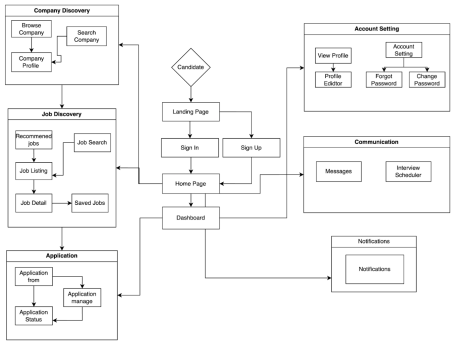 Company Discovery
Browse
Company
Search
Company
Company
Profile
Job Discovery
Recommened
jobs
Job Search
Job Listing
Job Detail
Saved Jobs
Application
Application
from
Application
manage
Application
Status
Candidate
Landing Page
Sign In
Sign Up
Home Page
Dashboard
Account Setting
View Profile
Account
Setting
Profile
Edidtor
Forgot
Password
Change
Password
Communication
Messages
Interview
Scheduler
Notifications
Notifications